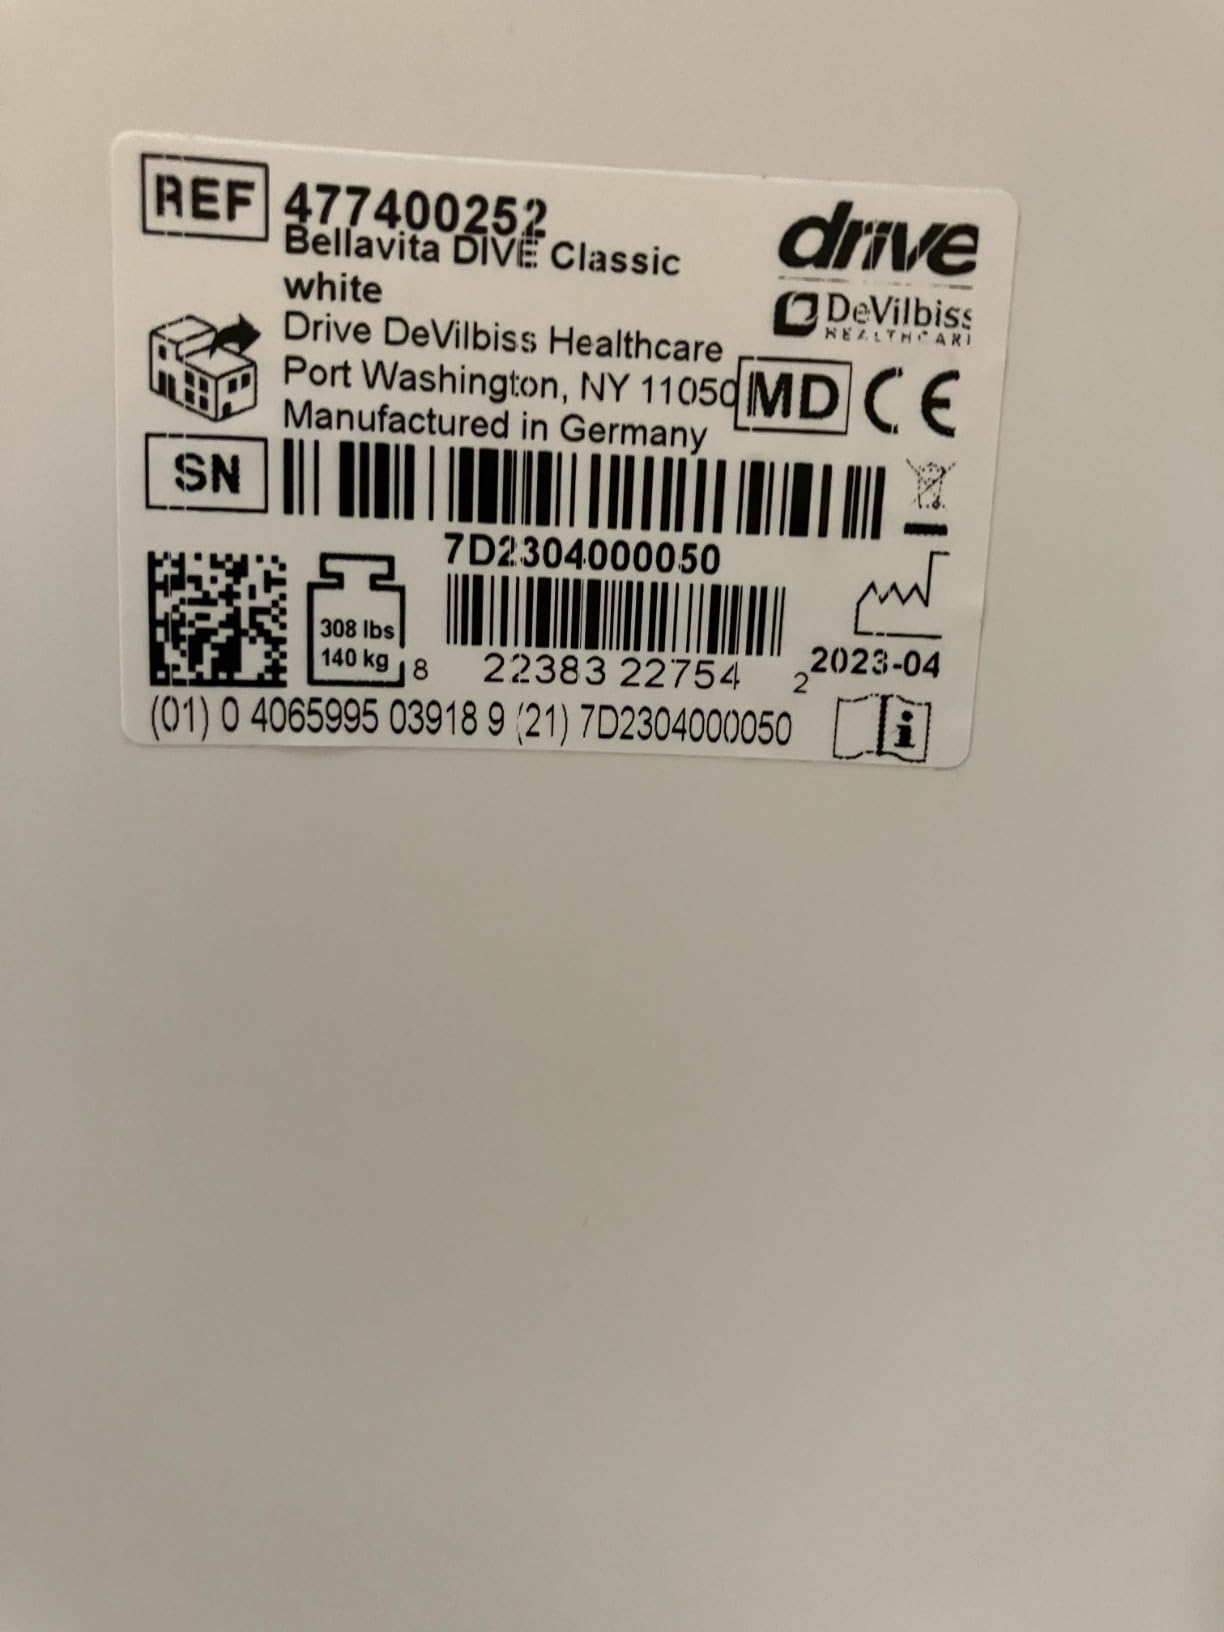 REF 477400252
Bellavita DIVE Classic
white
drive
DeVilbiss
HEALTHCARE
Drive DeVilbiss Healthcare
Port Washington, NY 11050
MD CE
Manufactured in Germany
SN
7D2304000050
308 lbs
140 kg
8 22383 22754 2
2023-04
(01) 0 4065995 03918 9 (21) 7D2304000050